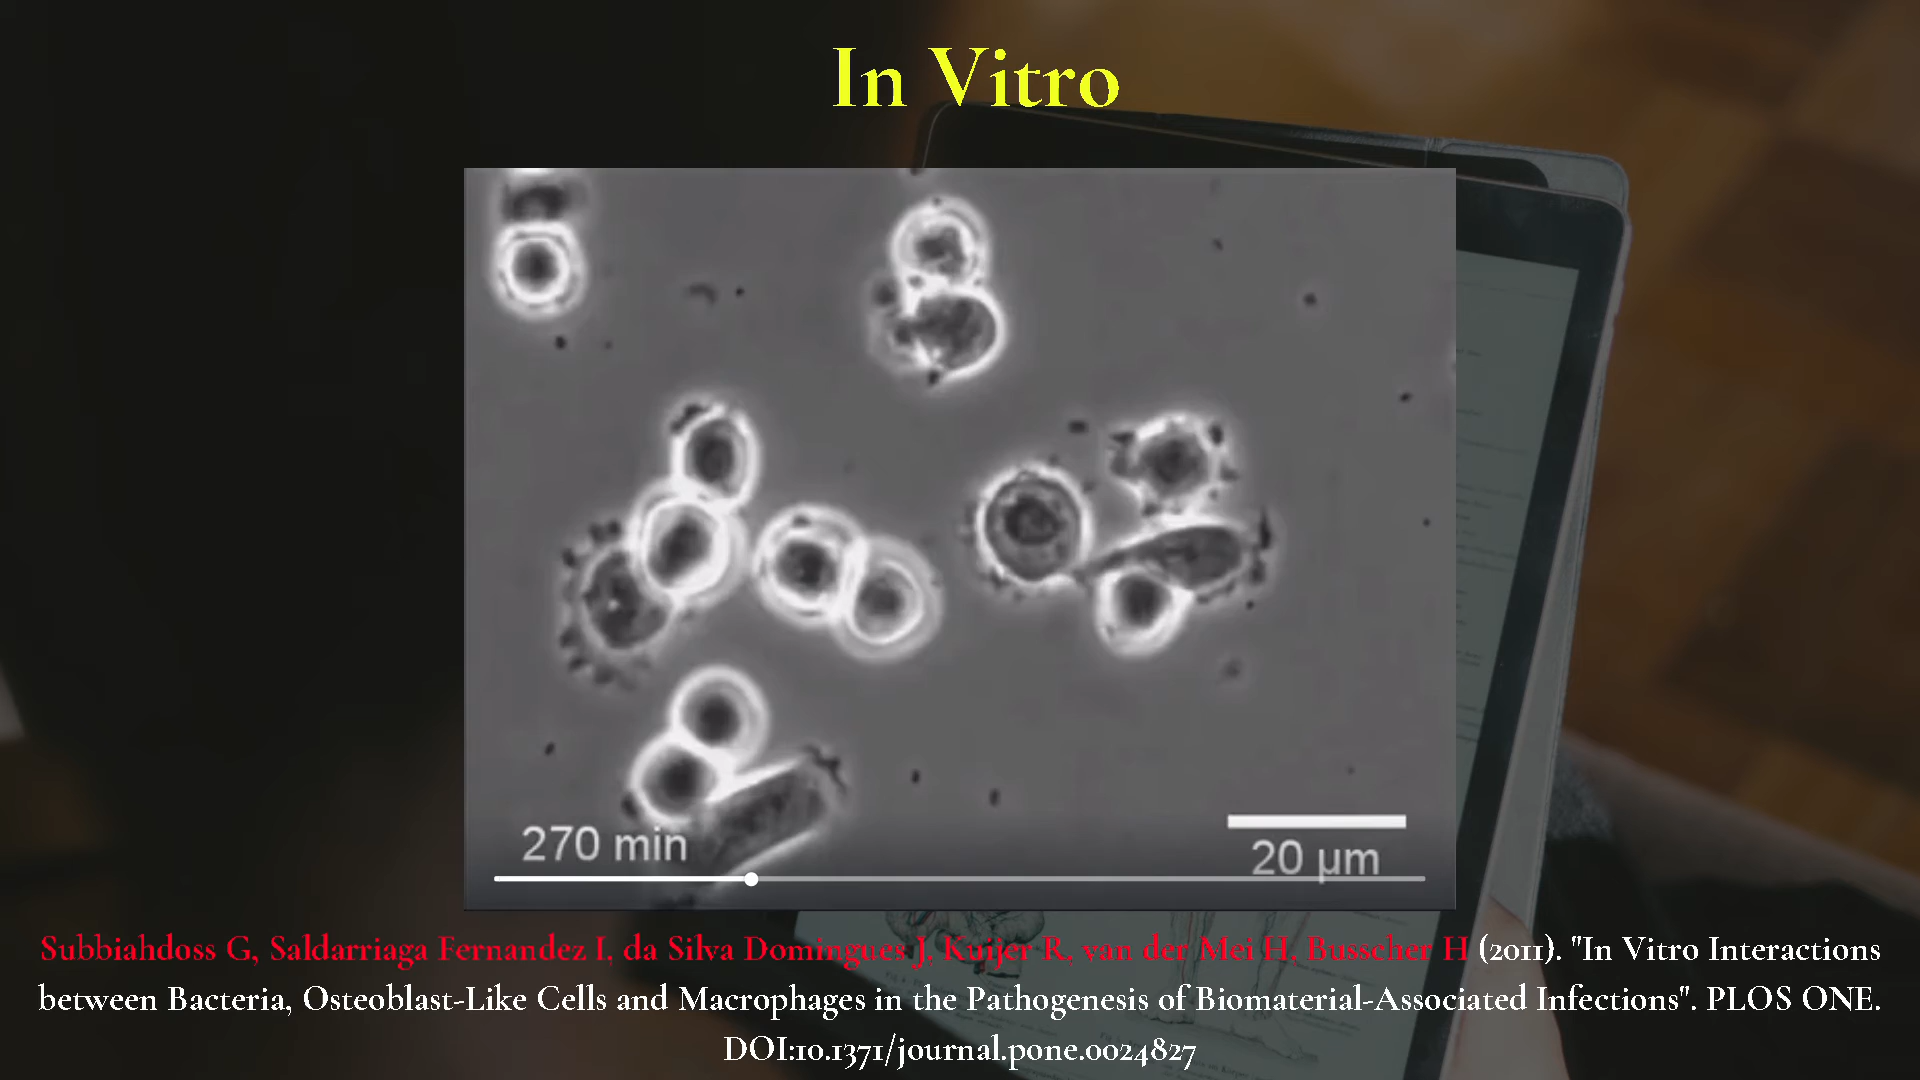 In Vitro
270 min
20 µm
Subbiahdoss G, Saldarriaga Fernandez I, da Silva Domingues J, Kuijer R, van der Mei H, Busscher H (2011). "In Vitro Interactions
between Bacteria, Osteoblast-Like Cells and Macrophages in the Pathogenesis of Biomaterial-Associated Infections". PLOS ONE.
DOI:10.1371/journal.pone.0024827